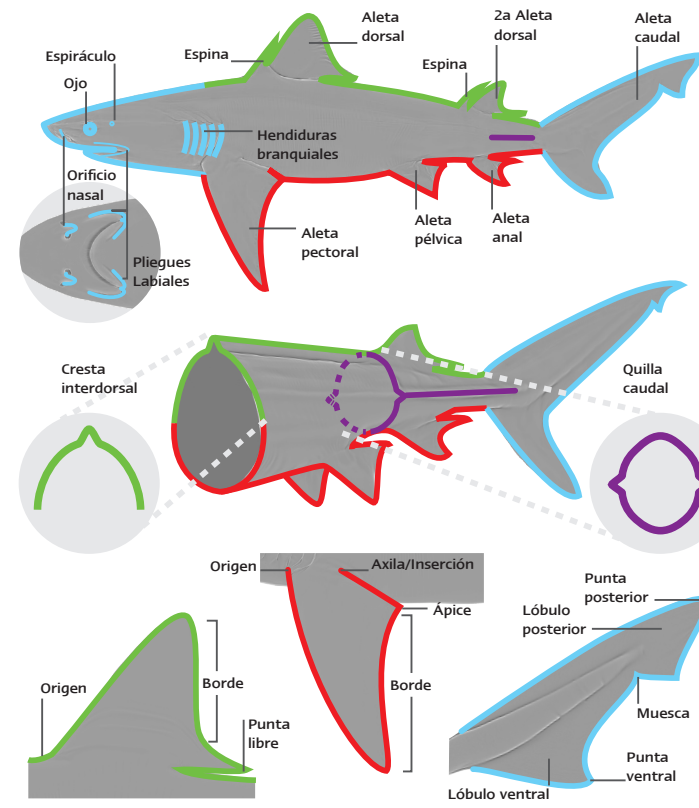 Aleta
dorsal
2a Aleta
dorsal
Aleta
caudal
Espina
Espiráculo
Espina
Ojo
Hendiduras
branquiales
Orificio
nasal
Aleta
pectoral
Aleta
pélvica
Aleta
anal
Pliegues
Labiales
Cresta
interdorsal
Quilla
caudal
Origen
Axila/Inserción
Ápice
Borde
Punta
posterior
Lóbulo
posterior
Origen
Borde
Punta
libre
Muesca
Punta
ventral
Lóbulo ventral